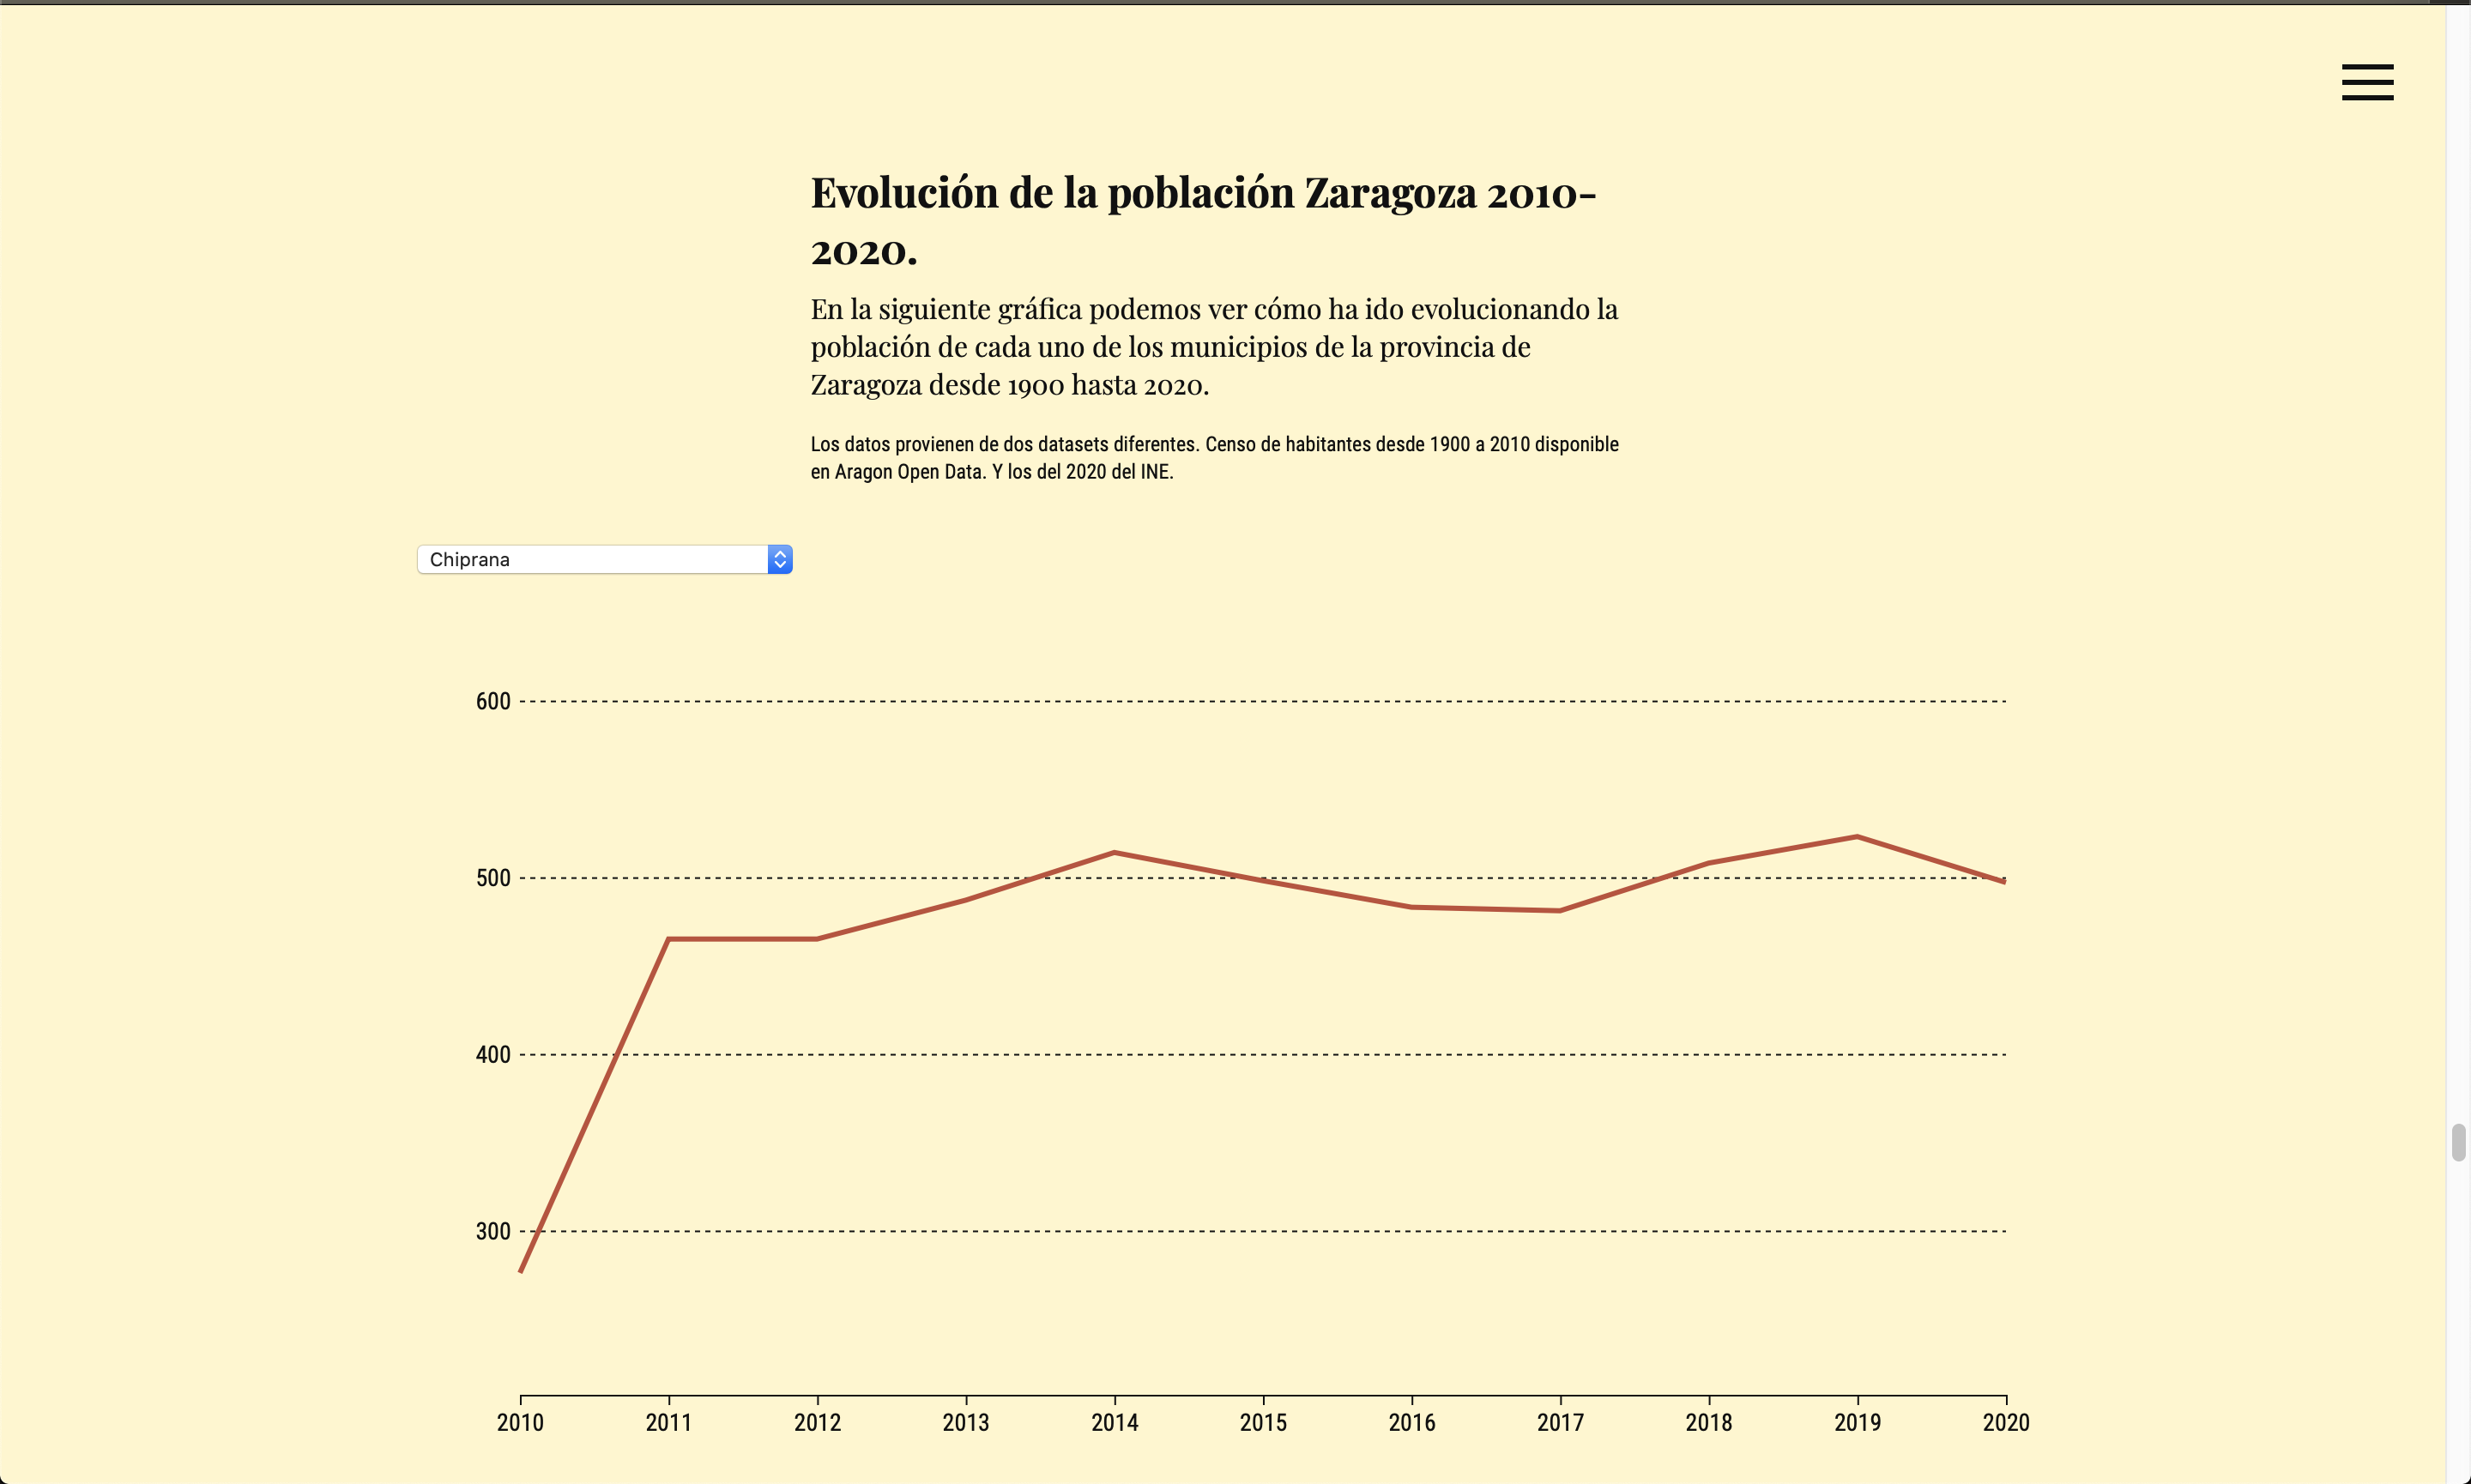 Evolución de la población Zaragoza 2010-
2020.
En la siguiente gráfica podemos ver cómo ha ido evolucionando la
población de cada uno de los municipios de la provincia de
Zaragoza desde 1900 hasta 2020.
Los datos provienen de dos datasets diferentes. Censo de habitantes desde 1900 a 2010 disponible
en Aragon Open Data. Y los del 2020 del INE.
Chiprana
600
500
400
300
2010 2011 2012 2013 2014 2015 2016 2017 2018 2019 2020